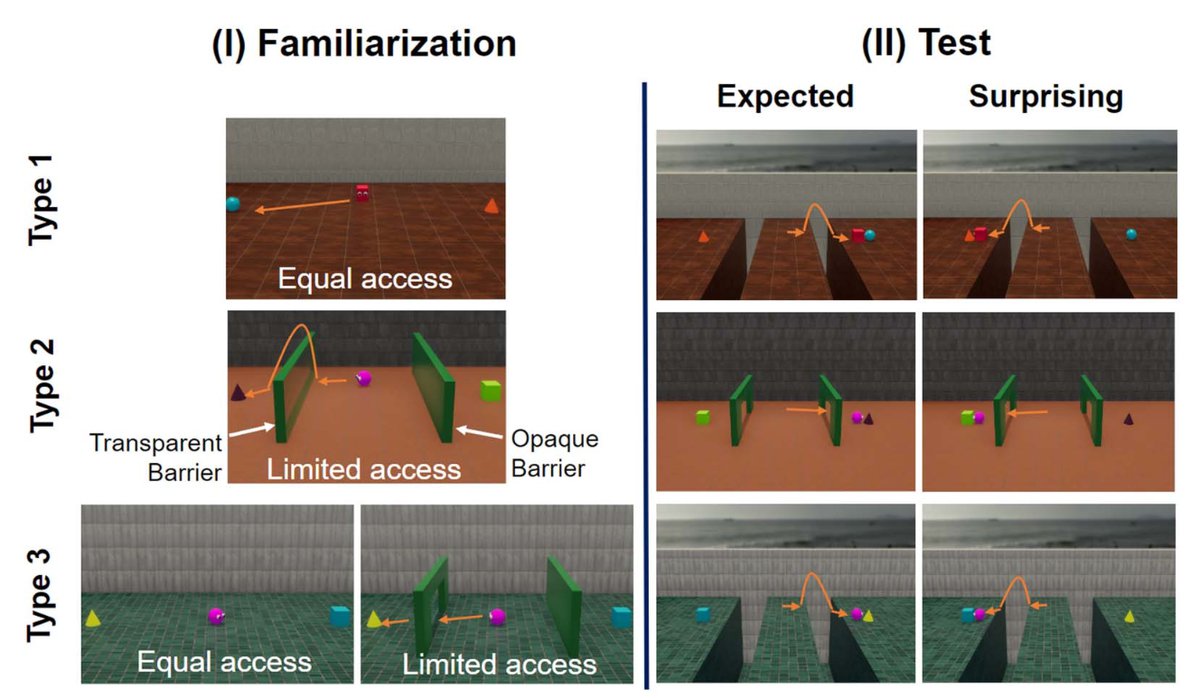 (I) Familiarization
(II) Test
Expected
Surprising
Type 1
Equal access
Type 2
Transparent
Barrier
Limited access
Opaque
Barrier
Type 3
Equal access
Limited access